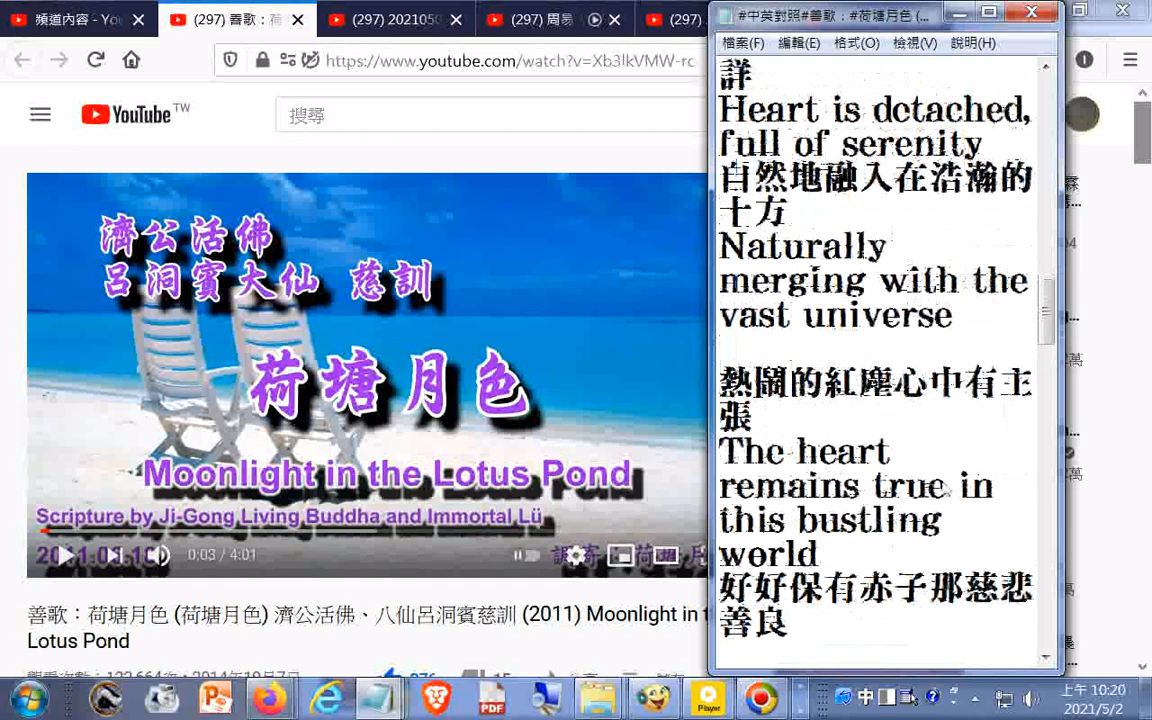 頻道內容 - Yo
(297) 善歌：荷
(297) 202105
(297) 周易
(297)
#中英對照#善歌：#荷塘月色 (...
檔案(F) 編輯(E) 格式(O) 檢視(V) 說明(H)
https://www.youtube.com/watch?v=Xb3lkVMW-rc
YouTube TW
搜尋
濟公活佛
呂洞賓大仙 慈訓
荷塘月色
Moonlight in the Lotus Pond
Scripture by Ji-Gong Living Buddha and Immortal Lü
0:03 / 4:01
善歌：荷塘月色 (荷塘月色) 濟公活佛、八仙呂洞賓慈訓 (2011) Moonlight in t
Lotus Pond
詳
Heart is detached,
full of serenity
自然地融入在浩瀚的
十方
Naturally
merging with the
vast universe
熱鬧的紅塵心中有主
張
The heart
remains true in
this bustling
world
好好保有赤子那慈悲
善良
中
上午 10:20
2021/5/2